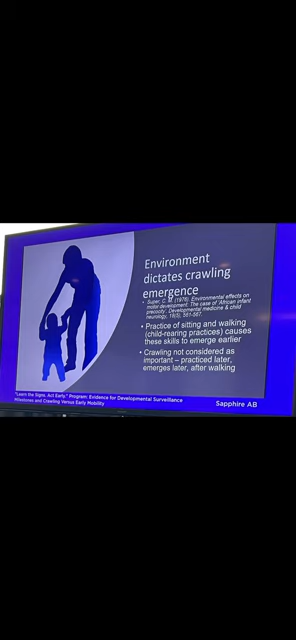 Environment
dictates crawling
emergence
• Super, C. M. (1976). Environmental effects on
motor development: The case of 'African infant
precocity'. Developmental medicine & child
neurology, 18(5), 561-567.
• Practice of sitting and walking
(child-rearing practices) causes
these skills to emerge earlier
• Crawling not considered as
important – practiced later,
emerges later, after walking
"Learn the Signs. Act Early." Program: Evidence for Developmental Surveillance
Milestones and Crawling Versus Early Mobility
Sapphire AB